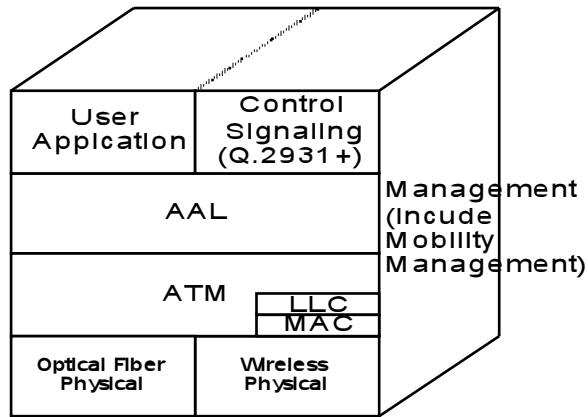 User
Appication
Control
Signaling
(Q.2931+)
AAL
Management
(Incude
Mobility
Management)
ATM
LLC
MAC
Optical Fiber
Physical
Wireless
Physical